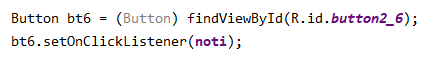 Button bt6 = (Button) findViewById(R.id.button2_6);
bt6.setOnClickListener(noti);